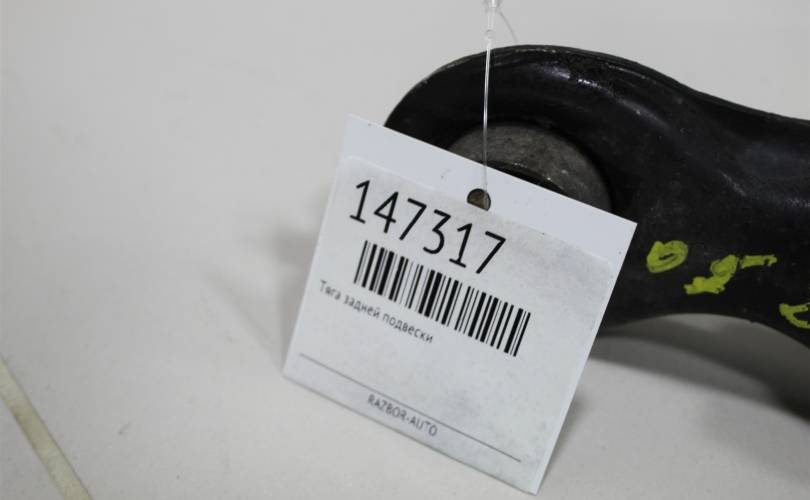 147317
Тяга задней подвески
RAZBOR-AUTO